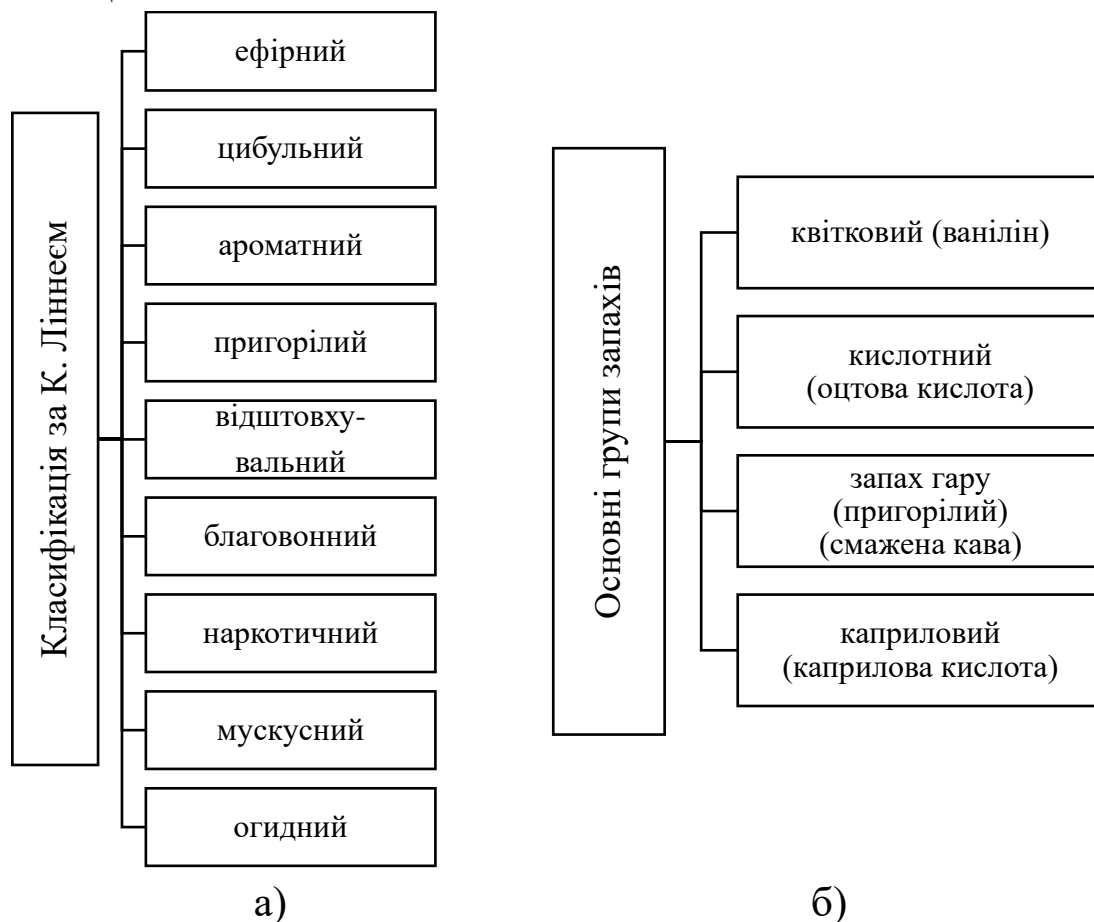 Класифікація за К. Ліннеєм
ефірний
цибульний
ароматний
пригорілий
відштовху-
вальний
благовонний
наркотичний
мускусний
огидний
а)
Основні групи запахів
квітковий (ванілін)
кислотний
(оцтова кислота)
запах гару
(пригорілий)
(смажена кава)
каприловий
(каприлова кислота)
б)